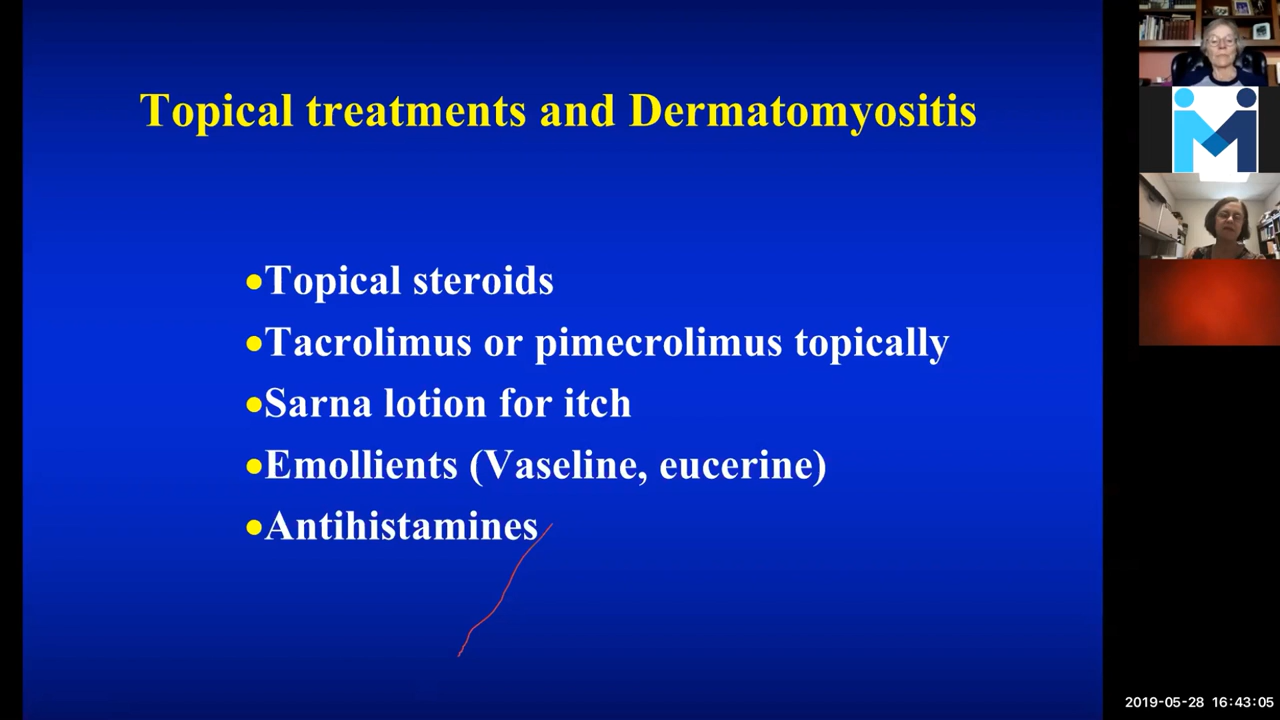 Topical treatments and Dermatomyositis
•Topical steroids
•Tacrolimus or pimecrolimus topically
•Sarna lotion for itch
•Emollients (Vaseline, eucerine)
•Antihistamines
2019-05-28 16:43:05